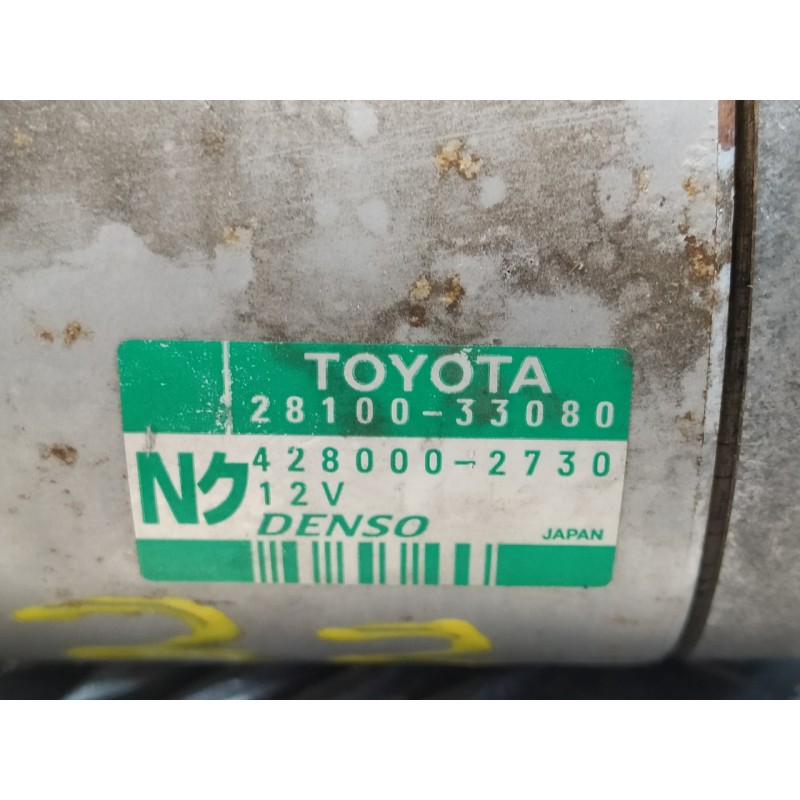 TOYOTA
28100-33080
Nク
428000-2730
12V
DENSO
JAPAN